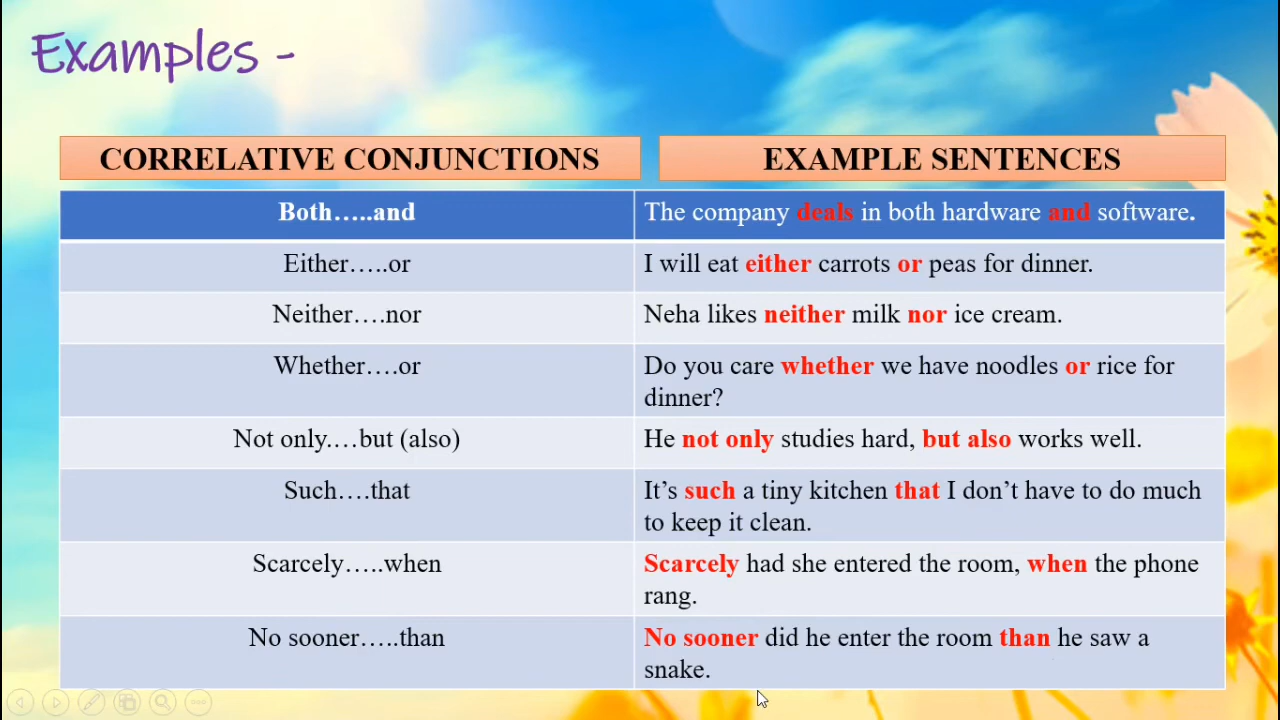 Examples -
CORRELATIVE CONJUNCTIONS
EXAMPLE SENTENCES
Both…..and
The company deals in both hardware and software.
Either…..or
I will eat either carrots or peas for dinner.
Neither….nor
Neha likes neither milk nor ice cream.
Whether….or
Do you care whether we have noodles or rice for
dinner?
Not only.…but (also)
He not only studies hard, but also works well.
Such….that
It’s such a tiny kitchen that I don’t have to do much
to keep it clean.
Scarcely…..when
Scarcely had she entered the room, when the phone
rang.
No sooner…..than
No sooner did he enter the room than he saw a
snake.